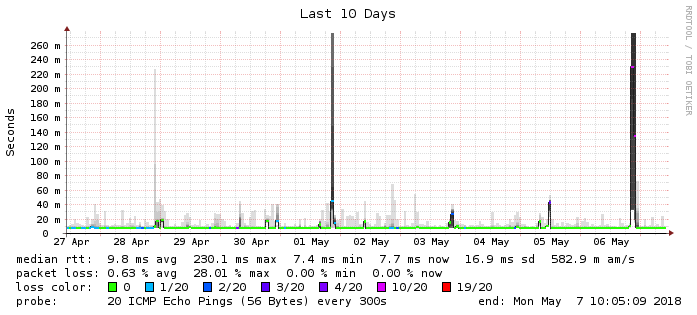 Last 10 Days
RRDTOOL / TOBI OETIKER
Seconds
260 m
240 m
220 m
200 m
180 m
160 m
140 m
120 m
100 m
80 m
60 m
40 m
20 m
0
27 Apr 28 Apr 29 Apr 30 Apr 01 May 02 May 03 May 04 May 05 May 06 May
median rtt: 9.8 ms avg 230.1 ms max 7.4 ms min 7.7 ms now 16.9 ms sd 582.9 m am/s
packet loss: 0.63 % avg 28.01 % max 0.00 % min 0.00 % now
loss color: 0 1/20 2/20 3/20 4/20 10/20 19/20
probe: 20 ICMP Echo Pings (56 Bytes) every 300s end: Mon May 7 10:05:09 2018